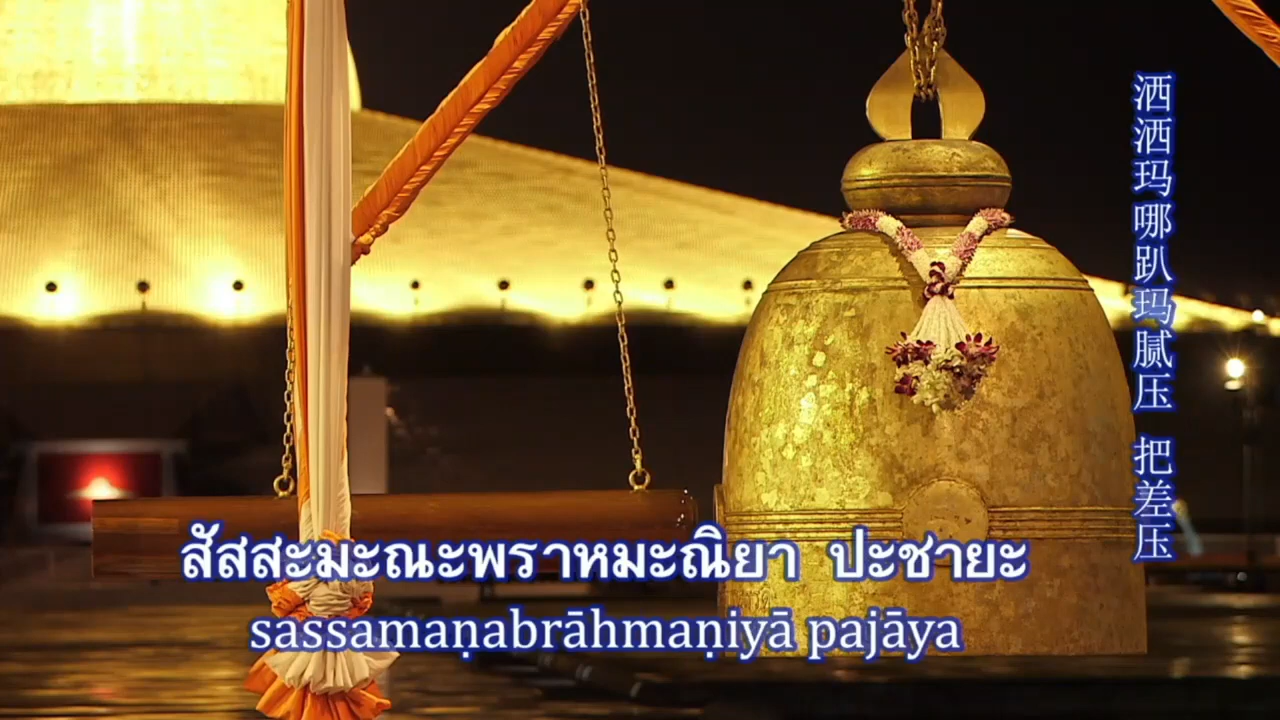 洒洒玛哪趴玛腻压 把差压
สัสสะมะณะพราหมะณิยา ปะชายะ
sassamaṇabrāhmaṇiyā pajāya